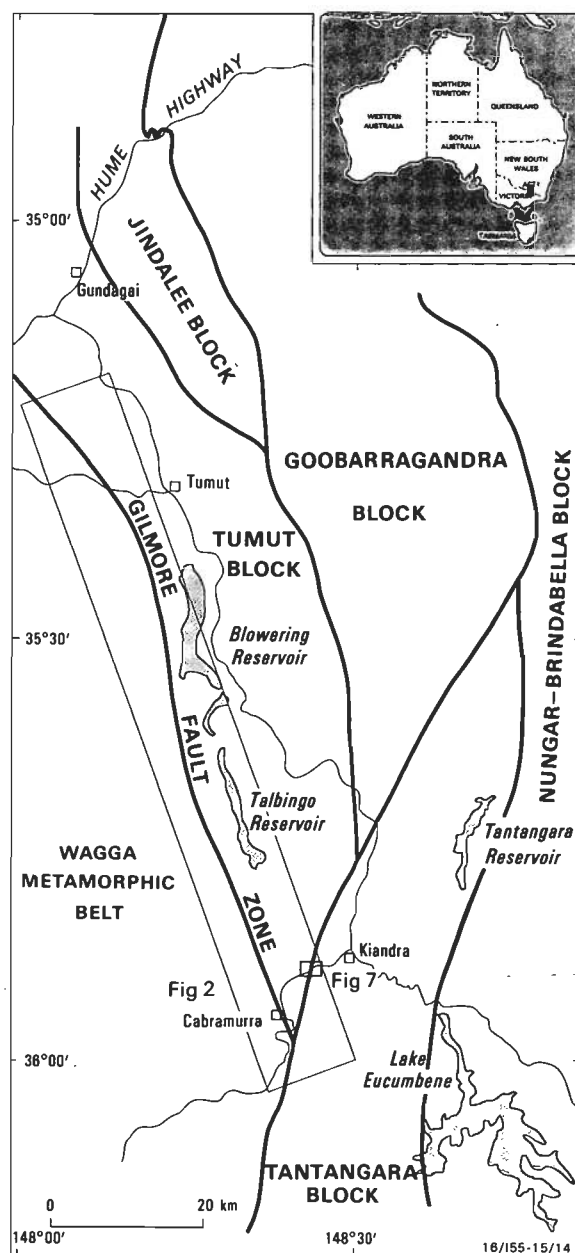 HUME HIGHWAY
WESTERN
AUSTRALIA
NORTHERN
TERRITORY
QUEENSLAND
SOUTH
AUSTRALIA
NEW SOUTH
WALES
VICTORIA
35°00'
Gundagai
JINDALEE BLOCK
GOOBARRAGANDRA
BLOCK
Tumut
TUMUT
BLOCK
GILMORE
FAULT
ZONE
Blowering
Reservoir
35°30'
NUNGAR–BRINDABELLA BLOCK
Talbingo
Reservoir
Tantangara
Reservoir
WAGGA
METAMORPHIC
BELT
Kiandra
Fig 2
Fig 7
Cabramurra
36°00'
Lake
Eucumbene
TANTANGARA
BLOCK
0 20 km
148°00'
148°30'
16/I55-15/14